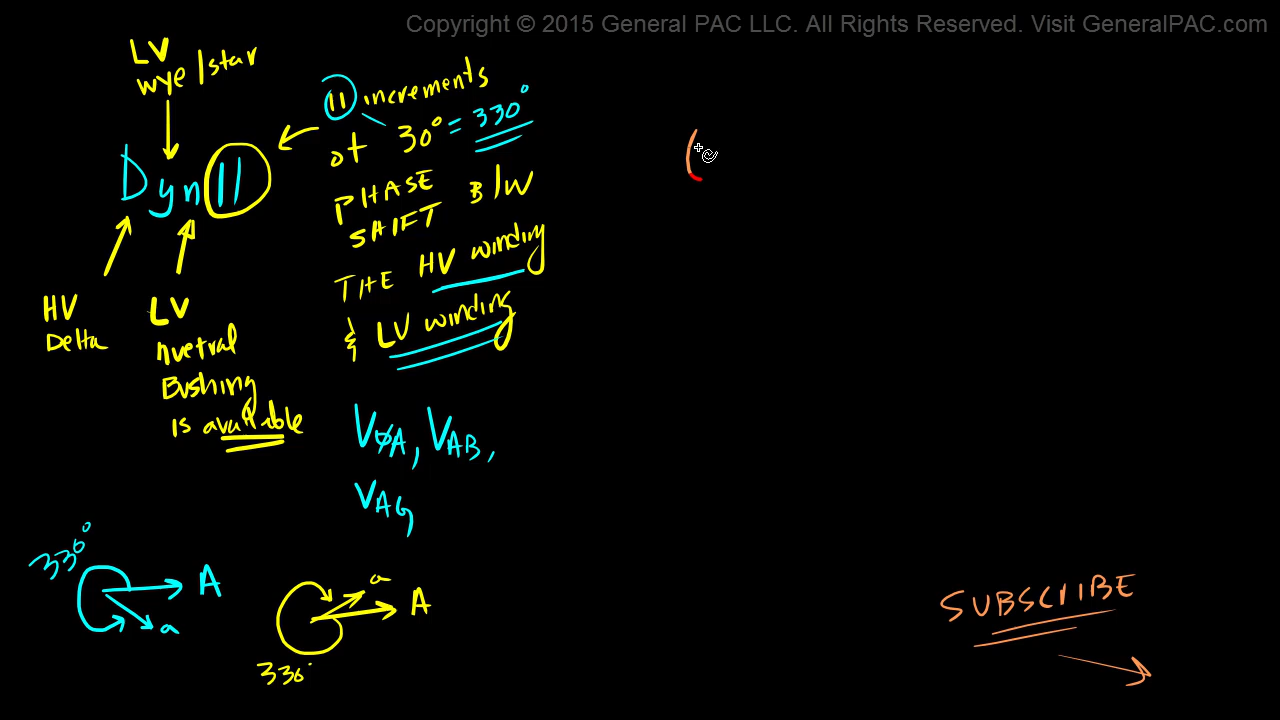 Copyright © 2015 General PAC LLC. All Rights Reserved. Visit GeneralPAC.com
LV
wye/star
Dyn11
HV
Delta
LV
nuetral
Bushing
is available
11 increments
of 30° = 330°
PHASE
SHIFT B/W
THE HV winding
& LV winding
VφA, VAB,
VAG
330°
A
a
a
A
330°
(
SUBSCRIBE